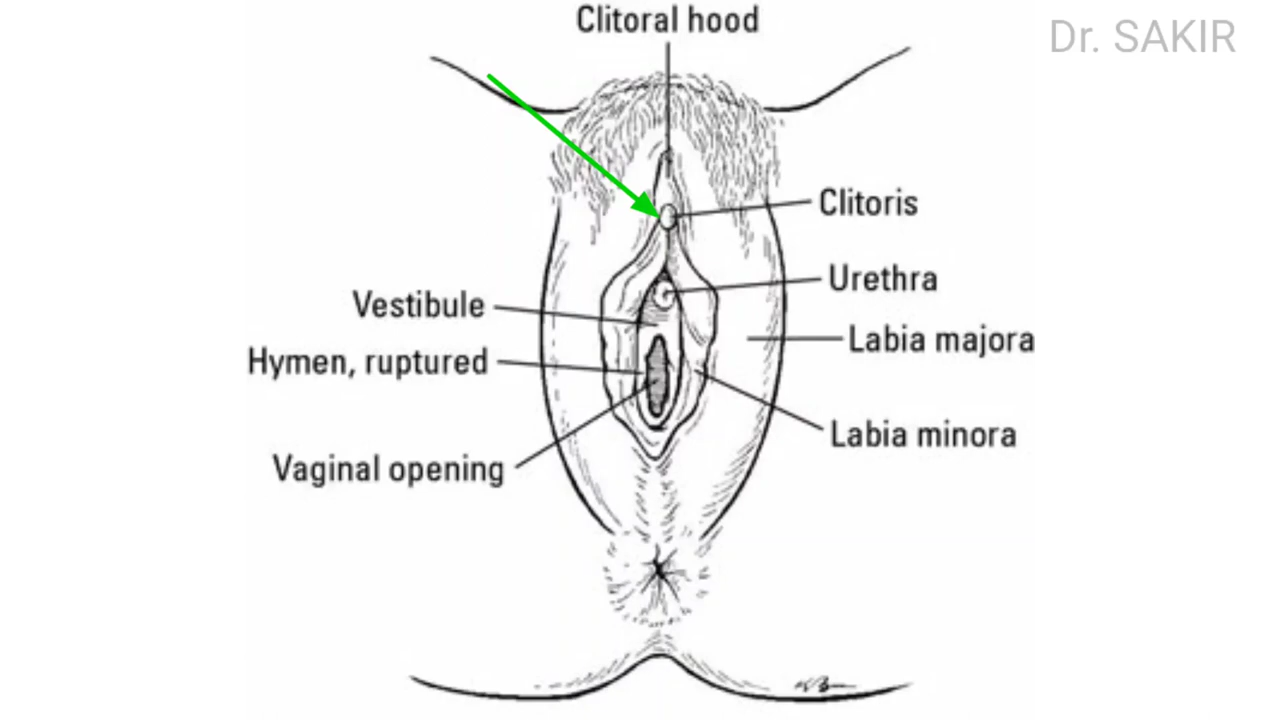 Clitoral hood
Dr. SAKIR
Clitoris
Urethra
Vestibule
Labia majora
Hymen, ruptured
Labia minora
Vaginal opening